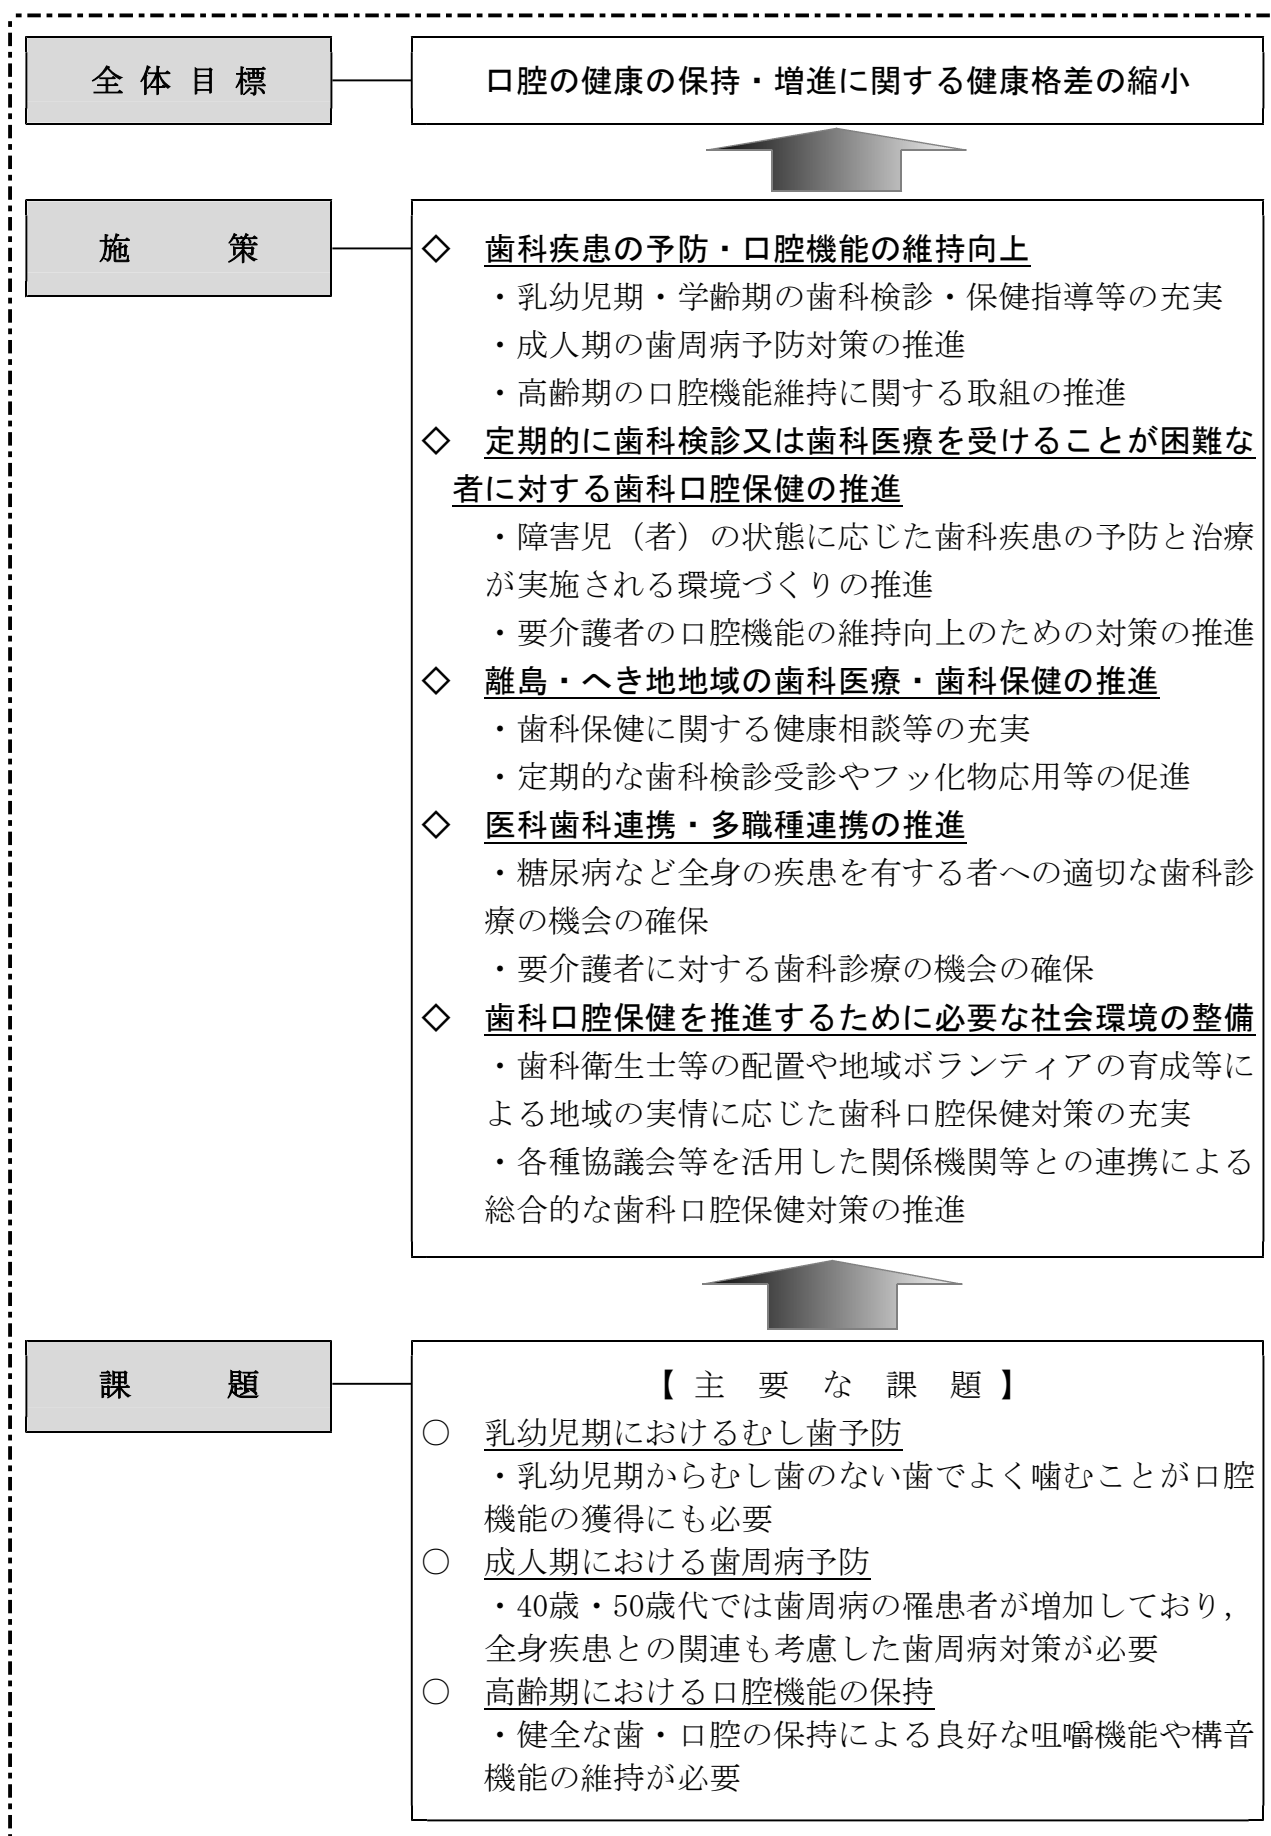 全体目標
口腔の健康の保持・増進に関する健康格差の縮小
施　　策
◇　歯科疾患の予防・口腔機能の維持向上
・乳幼児期・学齢期の歯科検診・保健指導等の充実
・成人期の歯周病予防対策の推進
・高齢期の口腔機能維持に関する取組の推進
◇　定期的に歯科検診又は歯科医療を受けることが困難な
者に対する歯科口腔保健の推進
・障害児（者）の状態に応じた歯科疾患の予防と治療
が実施される環境づくりの推進
・要介護者の口腔機能の維持向上のための対策の推進
◇　離島・へき地地域の歯科医療・歯科保健の推進
・歯科保健に関する健康相談等の充実
・定期的な歯科検診受診やフッ化物応用等の促進
◇　医科歯科連携・多職種連携の推進
・糖尿病など全身の疾患を有する者への適切な歯科診
療の機会の確保
・要介護者に対する歯科診療の機会の確保
◇　歯科口腔保健を推進するために必要な社会環境の整備
・歯科衛生士等の配置や地域ボランティアの育成等に
よる地域の実情に応じた歯科口腔保健対策の充実
・各種協議会等を活用した関係機関等との連携による
総合的な歯科口腔保健対策の推進
課　　題
【主要な課題】
○　乳幼児期におけるむし歯予防
・乳幼児期からむし歯のない歯でよく噛むことが口腔
機能の獲得にも必要
○　成人期における歯周病予防
・40歳・50歳代では歯周病の罹患者が増加しており，
全身疾患との関連も考慮した歯周病対策が必要
○　高齢期における口腔機能の保持
・健全な歯・口腔の保持による良好な咀嚼機能や構音
機能の維持が必要